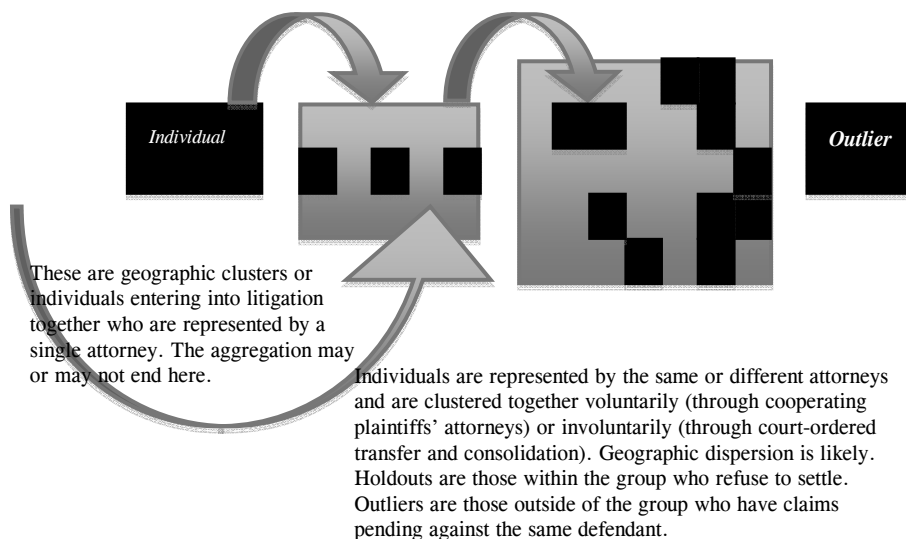 Individual
Outlier
These are geographic clusters or
individuals entering into litigation
together who are represented by a
single attorney. The aggregation may
or may not end here.
Individuals are represented by the same or different attorneys
and are clustered together voluntarily (through cooperating
plaintiffs’ attorneys) or involuntarily (through court-ordered
transfer and consolidation). Geographic dispersion is likely.
Holdouts are those within the group who refuse to settle.
Outliers are those outside of the group who have claims
pending against the same defendant.